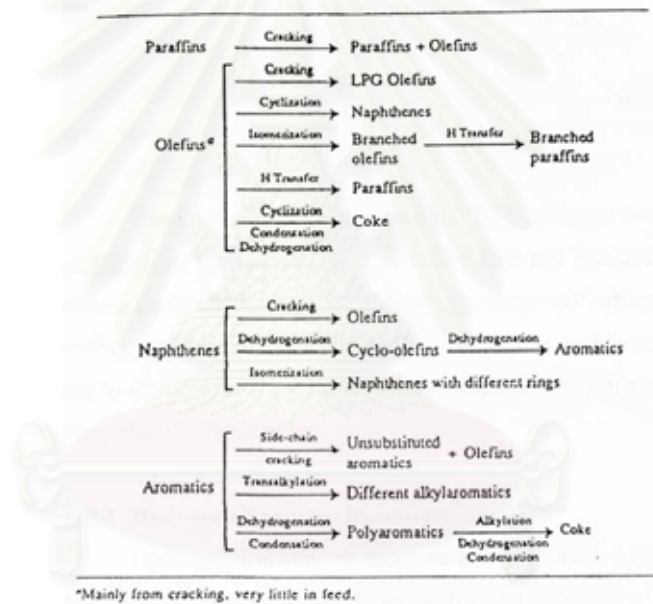 Cracking
Paraffins → Paraffins + Olefins
Cracking
→ LPG Olefins
Cyclization
→ Naphthenes
Isomerization H Transfer
Olefinsª → Branched olefins → Branched paraffins
H Transfer
→ Paraffins
Cyclization
→ Coke
Condensation
Dehydrogenation
Cracking
→ Olefins
Dehydrogenation Dehydrogenation
Naphthenes → Cyclo-olefins → Aromatics
Isomerization
→ Naphthenes with different rings
Side-chain
→ Unsubstituted aromatics + Olefins
cracking
Transalkylation
Aromatics → Different alkylaromatics
Dehydrogenation Alkylation
→ Polyaromatics → Coke
Condensation Dehydrogenation
Condensation
ªMainly from cracking, very little in feed.